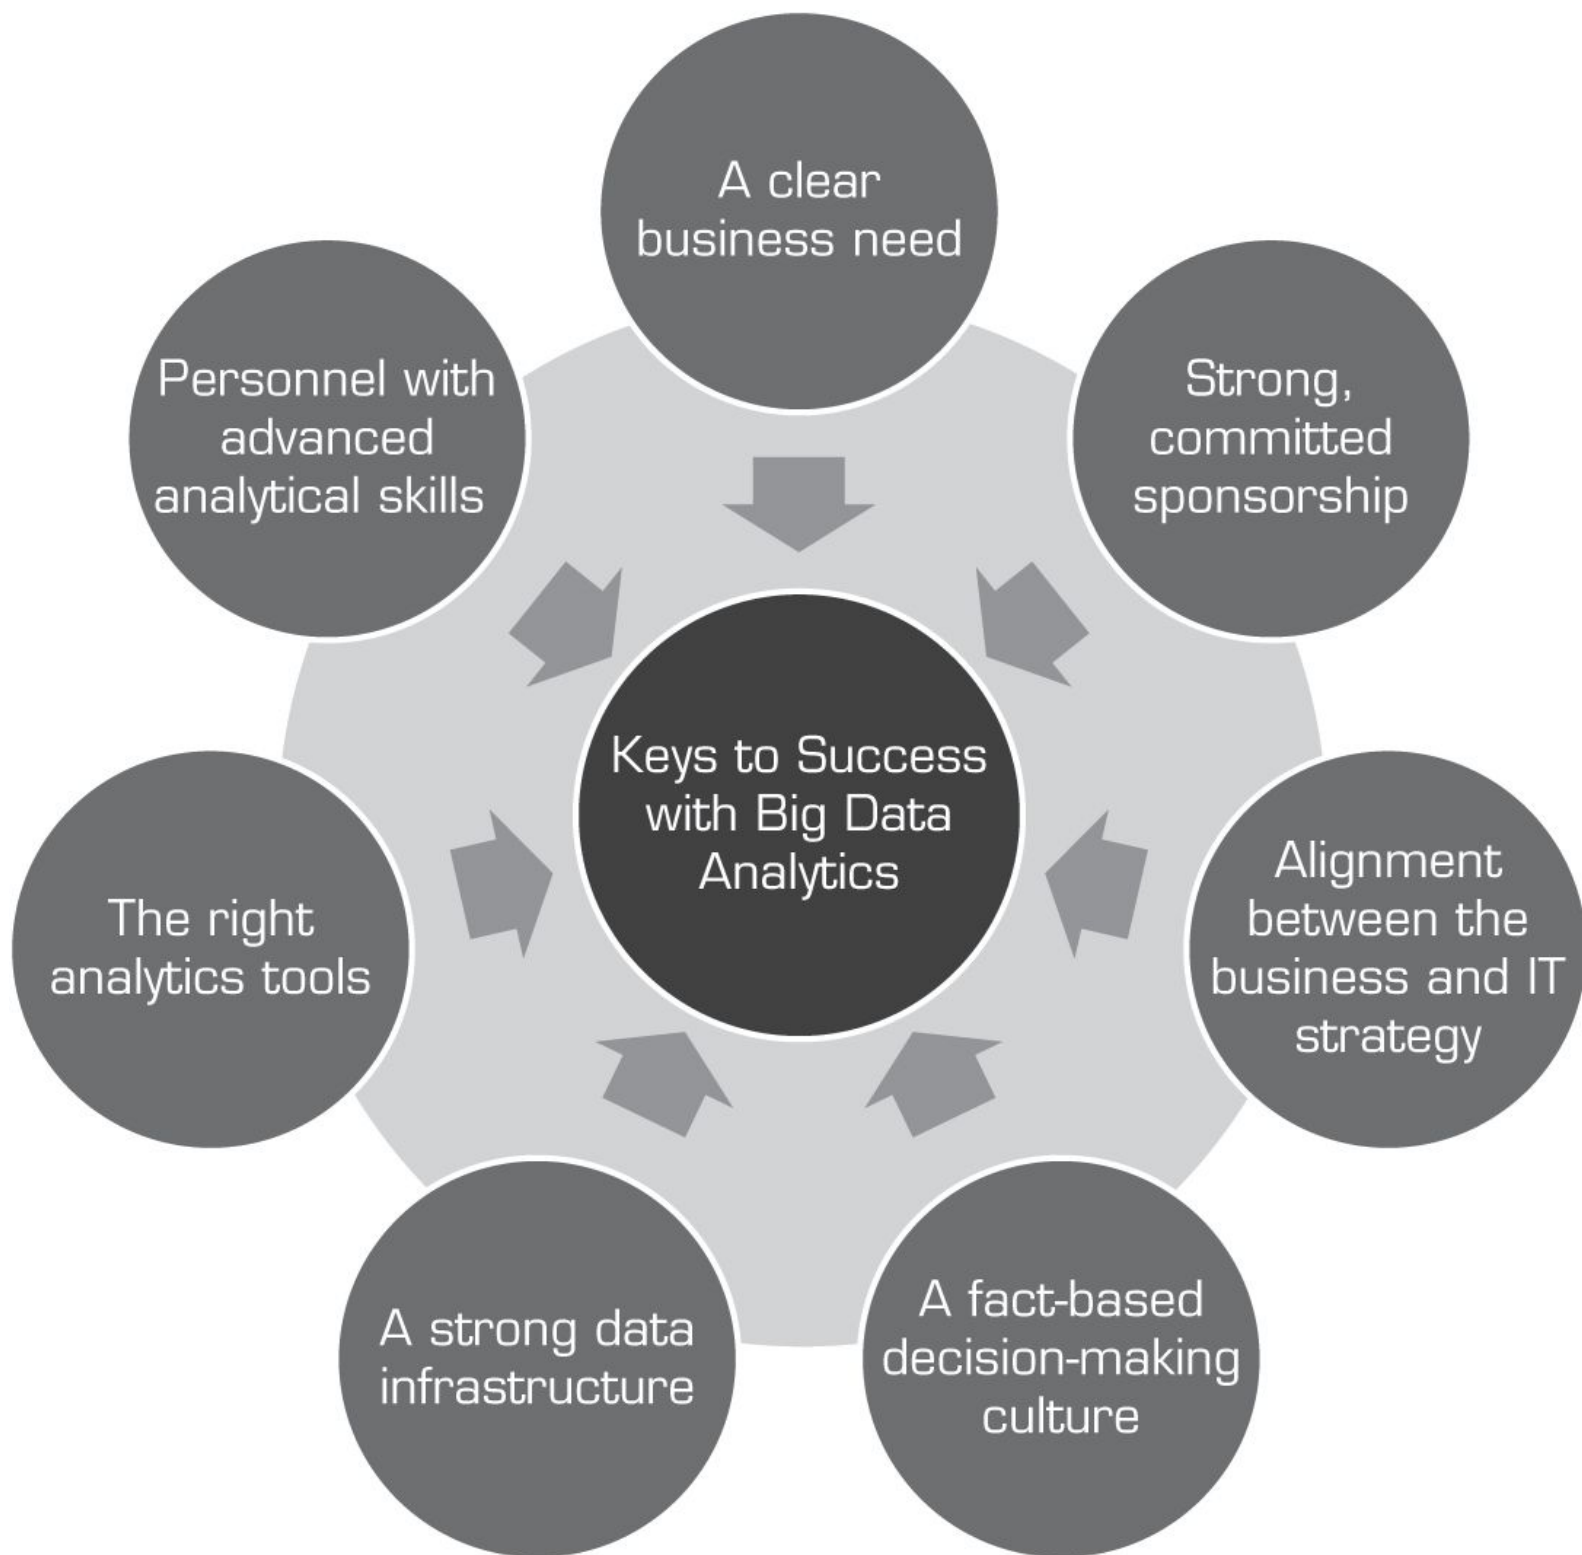 A clear
business need
Strong,
committed
sponsorship
Alignment
between the
business and IT
strategy
A fact-based
decision-making
culture
A strong data
infrastructure
The right
analytics tools
Personnel with
advanced
analytical skills
Keys to Success
with Big Data
Analytics